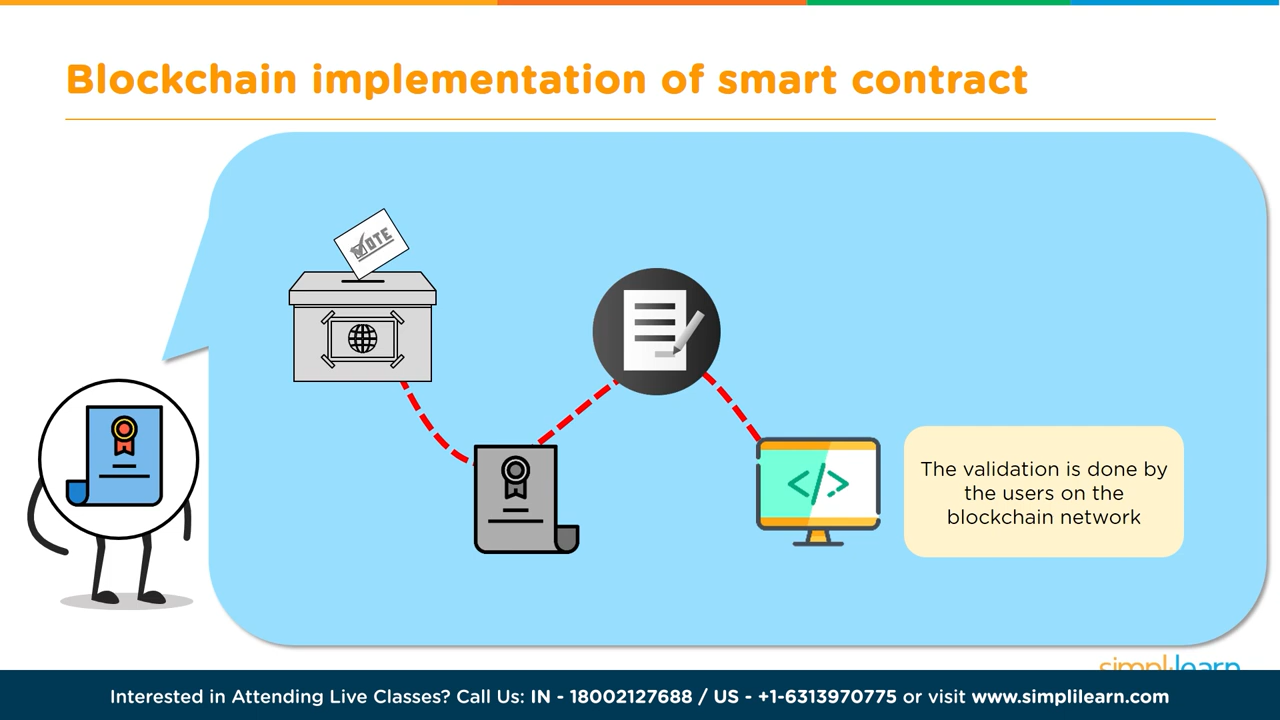 Blockchain implementation of smart contract
VOTE
</>
The validation is done by
the users on the
blockchain network
simplilearn
Interested in Attending Live Classes? Call Us: IN - 18002127688 / US - +1-6313970775 or visit www.simplilearn.com